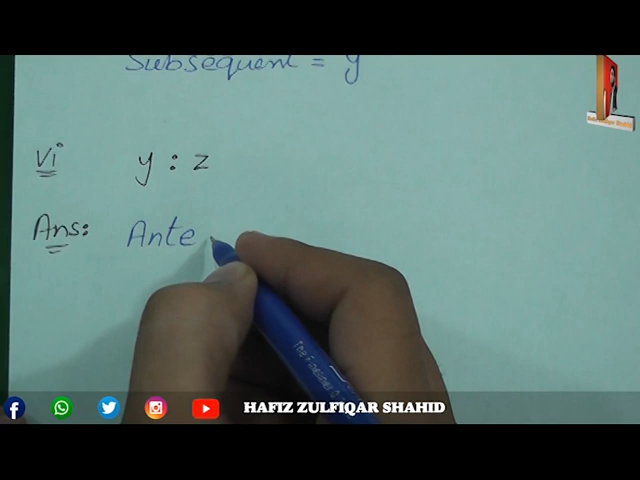 Subsequent = y
vi y : z
Ans: Ante
HAFIZ ZULFIQAR SHAHID